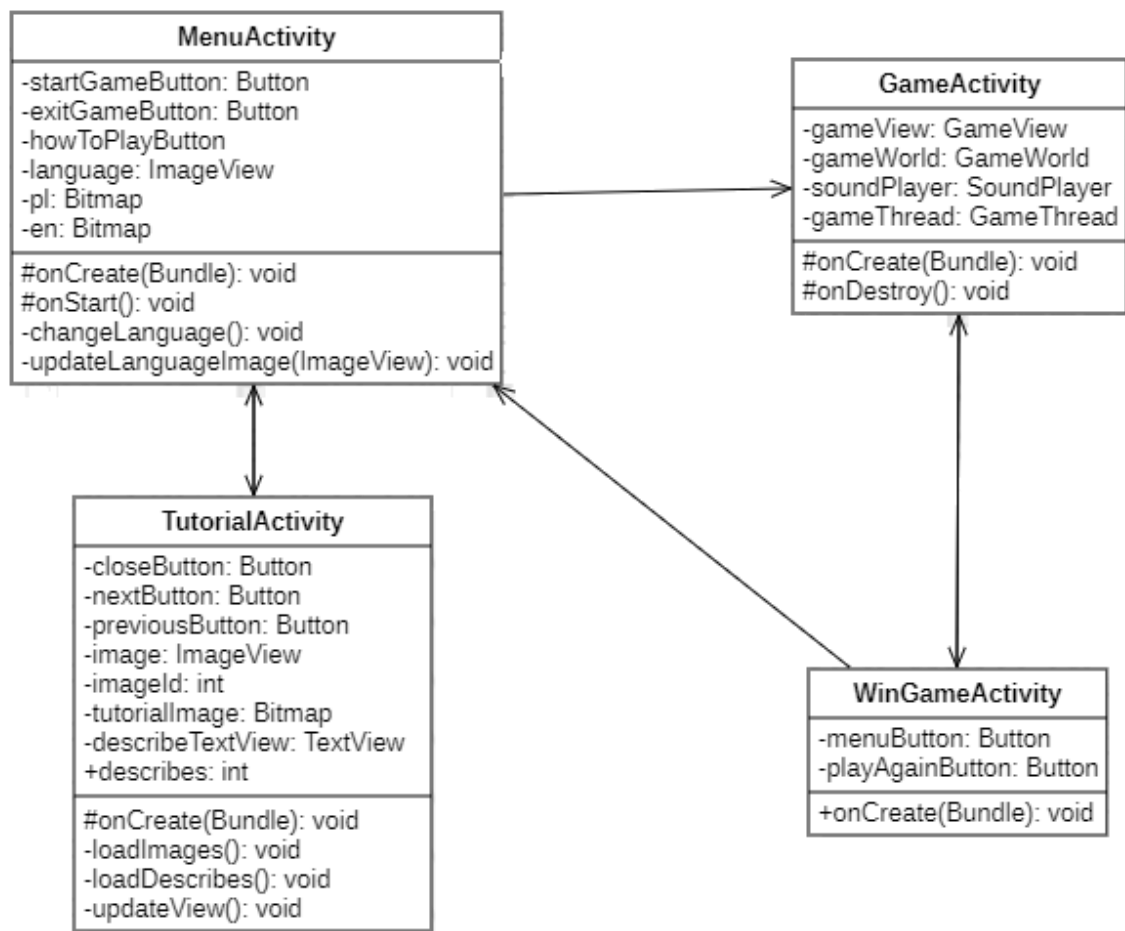 MenuActivity
-startGameButton: Button
-exitGameButton: Button
-howToPlayButton
-language: ImageView
-pl: Bitmap
-en: Bitmap
#onCreate(Bundle): void
#onStart(): void
-changeLanguage(): void
-updateLanguageImage(ImageView): void
GameActivity
-gameView: GameView
-gameWorld: GameWorld
-soundPlayer: SoundPlayer
-gameThread: GameThread
#onCreate(Bundle): void
#onDestroy(): void
TutorialActivity
-closeButton: Button
-nextButton: Button
-previousButton: Button
-image: ImageView
-imageId: int
-tutorialImage: Bitmap
-describeTextView: TextView
+describes: int
#onCreate(Bundle): void
-loadImages(): void
-loadDescribes(): void
-updateView(): void
WinGameActivity
-menuButton: Button
-playAgainButton: Button
+onCreate(Bundle): void